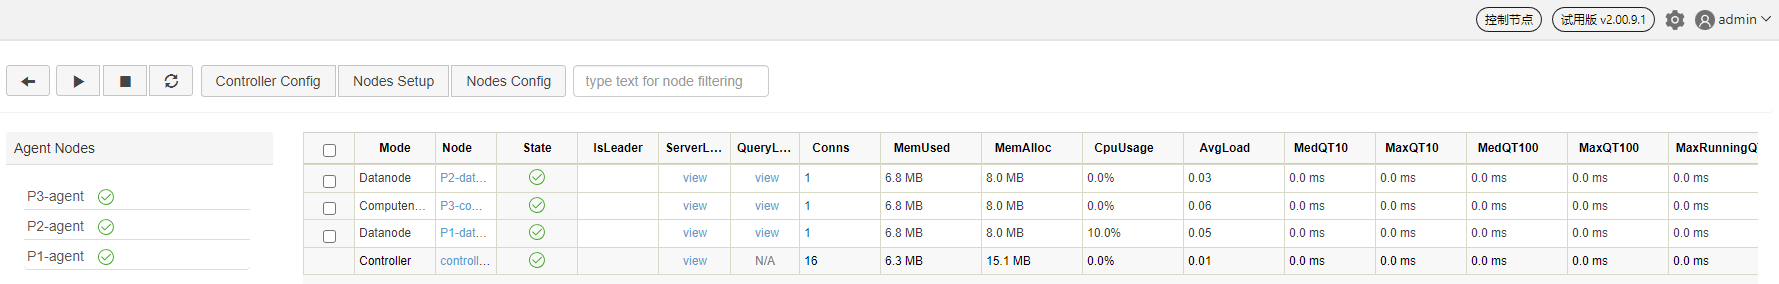 控制节点 试用版 v2.00.9.1 admin
Controller Config Nodes Setup Nodes Config type text for node filtering
Agent Nodes
P3-agent
P2-agent
P1-agent
Mode Node State IsLeader ServerL... QueryL... Conns MemUsed MemAlloc CpuUsage AvgLoad MedQT10 MaxQT10 MedQT100 MaxQT100 MaxRunningQ
Datanode P2-dat... view view 1 6.8 MB 8.0 MB 0.0% 0.03 0.0 ms 0.0 ms 0.0 ms 0.0 ms 0.0 ms
Computen... P3-co... view view 1 6.8 MB 8.0 MB 0.0% 0.06 0.0 ms 0.0 ms 0.0 ms 0.0 ms 0.0 ms
Datanode P1-dat... view view 1 6.8 MB 8.0 MB 10.0% 0.05 0.0 ms 0.0 ms 0.0 ms 0.0 ms 0.0 ms
Controller controll... view N/A 16 6.3 MB 15.1 MB 0.0% 0.01 0.0 ms 0.0 ms 0.0 ms 0.0 ms 0.0 ms